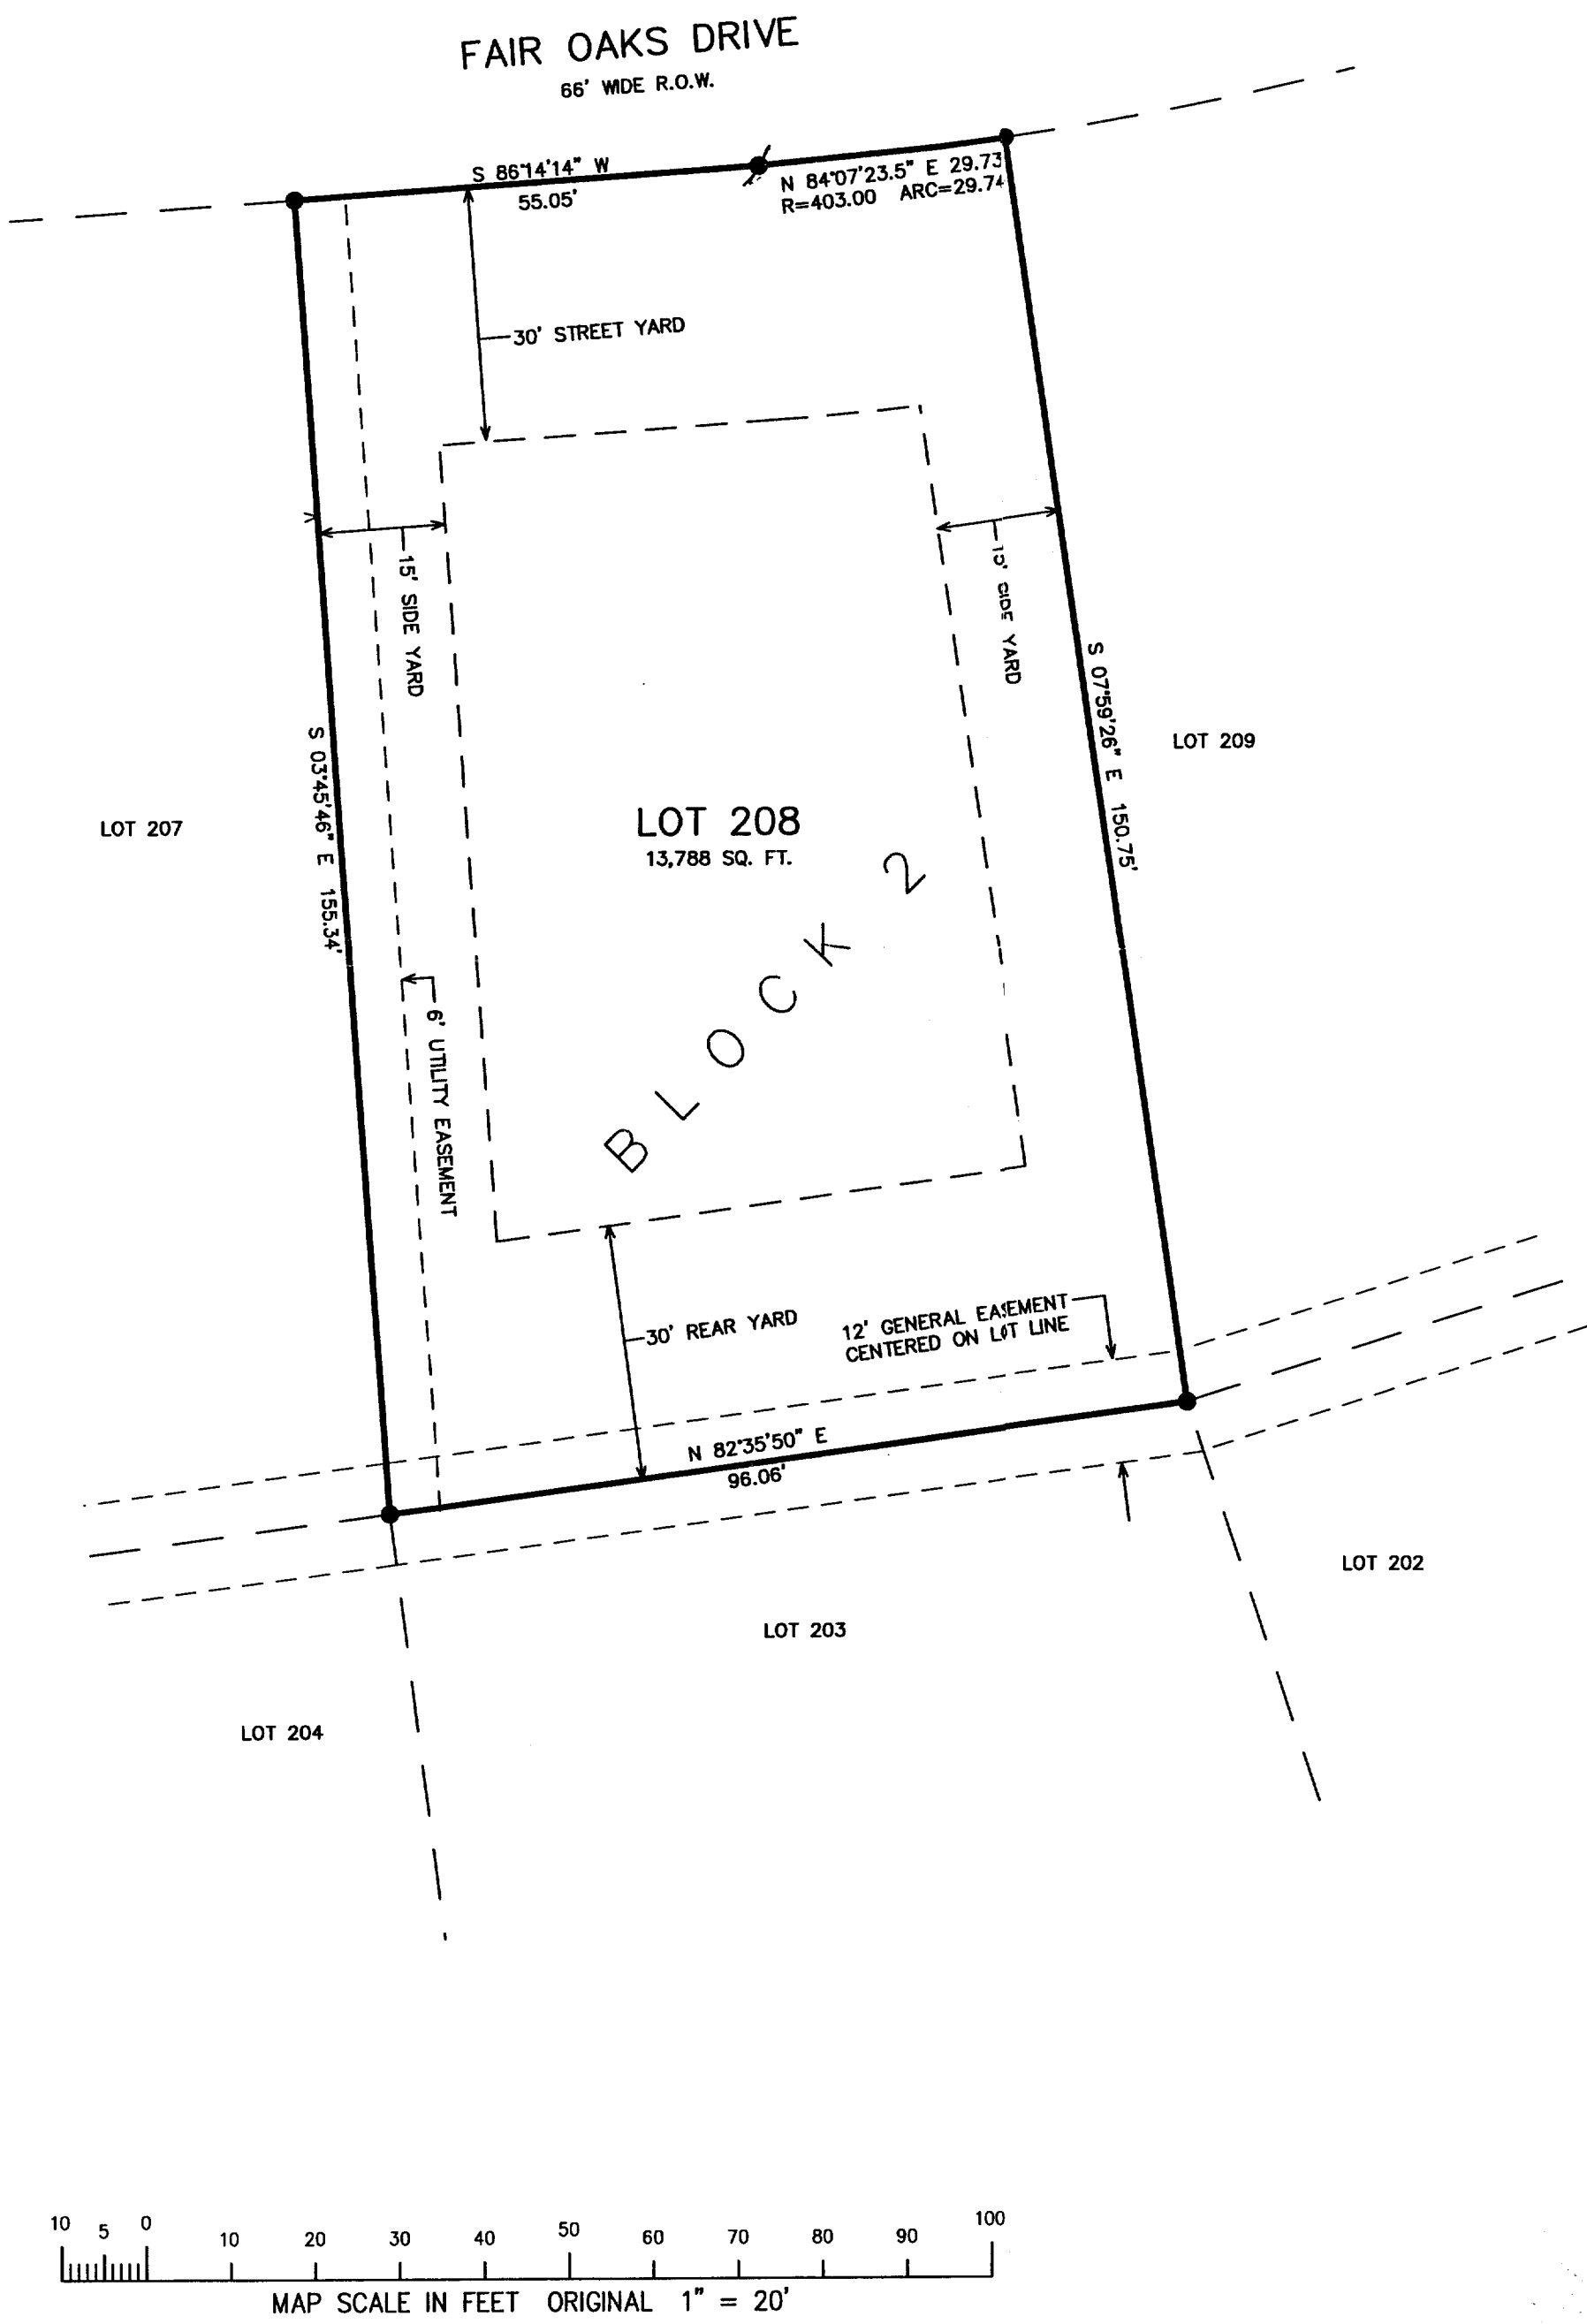 FAIR OAKS DRIVE
66' WIDE R.O.W.
S 86°14'14" W
55.05'
N 84°07'23.5" E 29.73
R=403.00 ARC=29.74
30' STREET YARD
15' SIDE YARD
15' SIDE YARD
S 07°59'26" E 150.75'
LOT 209
S 03°45'46" E 155.34'
LOT 207
LOT 208
13,788 SQ. FT.
BLOCK 2
6' UTILITY EASEMENT
30' REAR YARD
12' GENERAL EASEMENT
CENTERED ON LOT LINE
N 82°35'50" E
96.06'
LOT 202
LOT 203
LOT 204
10 5 0 10 20 30 40 50 60 70 80 90 100
MAP SCALE IN FEET ORIGINAL 1" = 20'